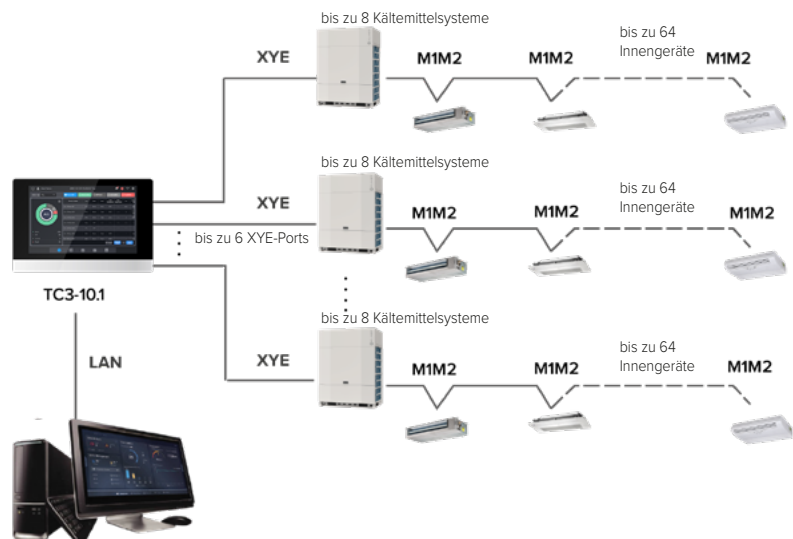 bis zu 8 Kältemittelsysteme
XYE
M1M2
M1M2
bis zu 64
Innengeräte
M1M2
bis zu 8 Kältemittelsysteme
XYE
M1M2
M1M2
bis zu 64
Innengeräte
M1M2
bis zu 6 XYE-Ports
TC3-10.1
bis zu 8 Kältemittelsysteme
LAN
XYE
M1M2
M1M2
bis zu 64
Innengeräte
M1M2